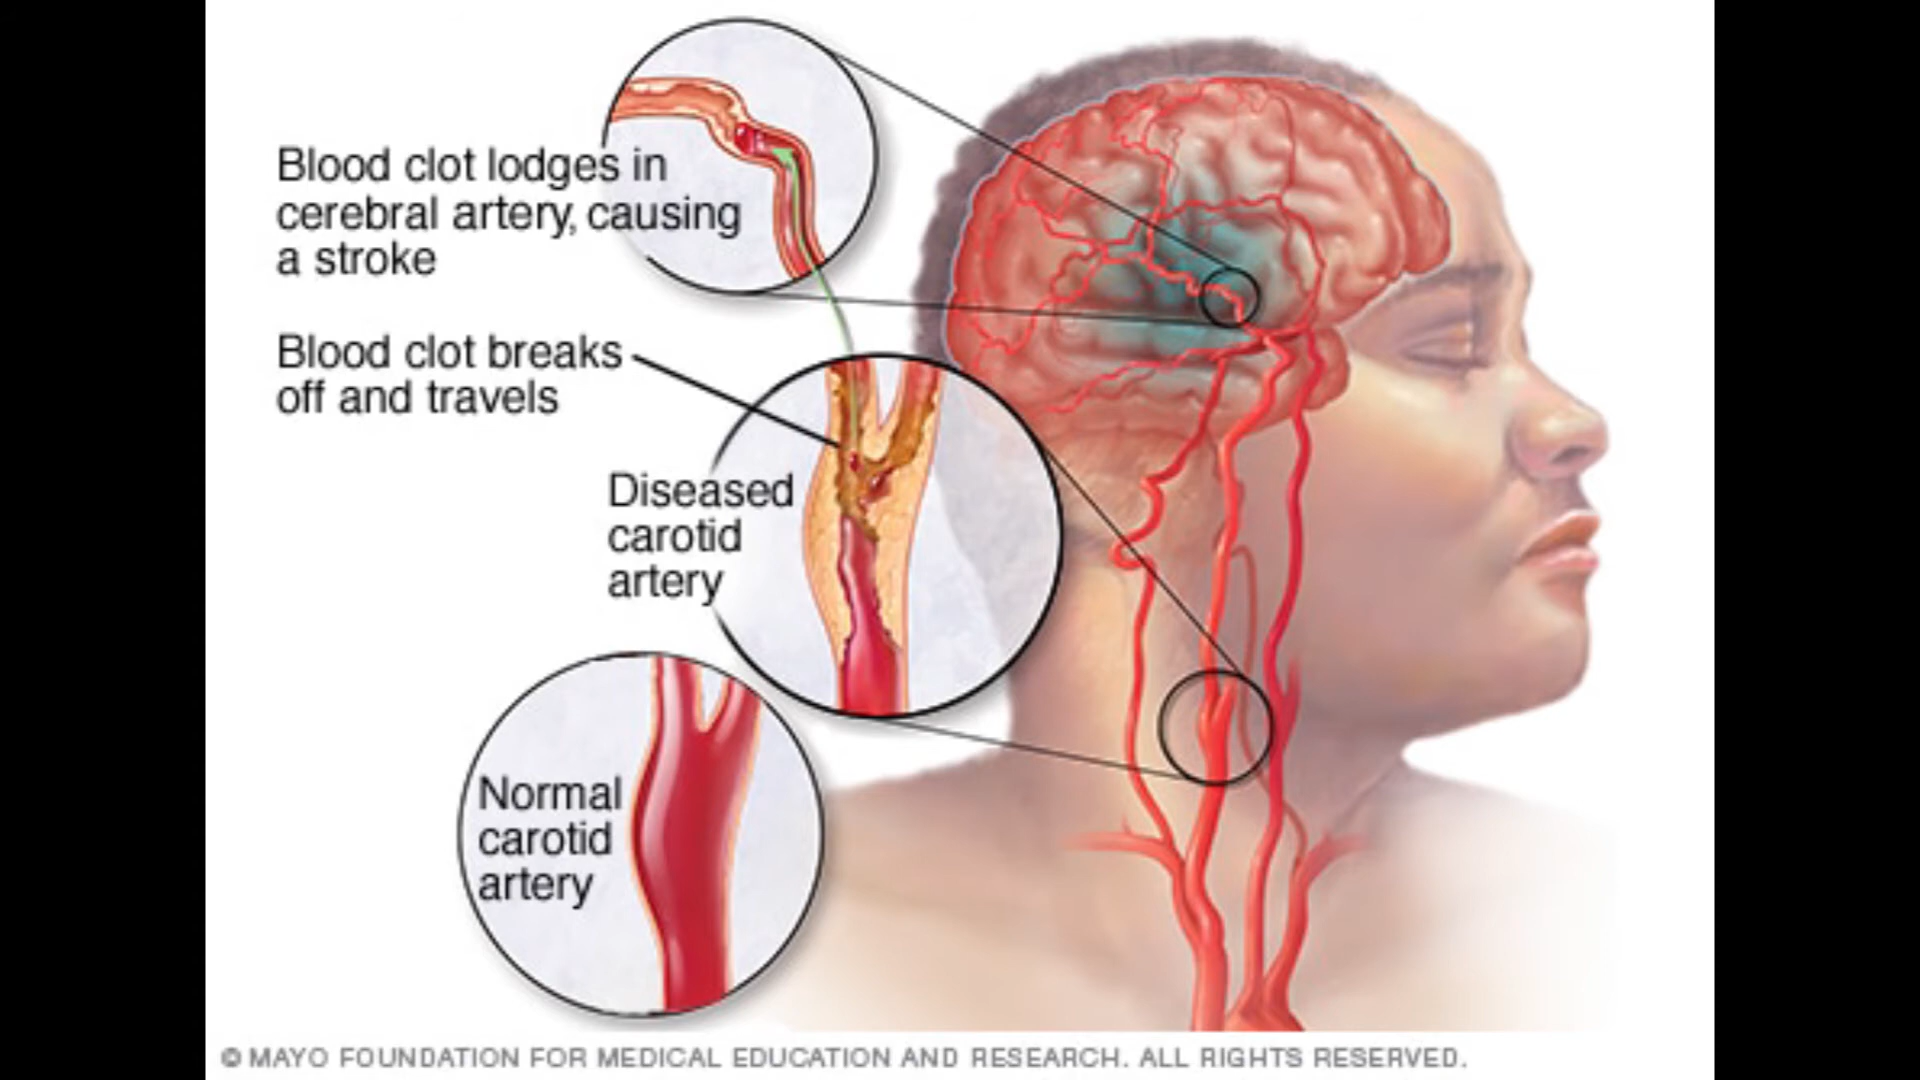 Blood clot lodges in
cerebral artery, causing
a stroke
Blood clot breaks
off and travels
Diseased
carotid
artery
Normal
carotid
artery
© MAYO FOUNDATION FOR MEDICAL EDUCATION AND RESEARCH. ALL RIGHTS RESERVED.